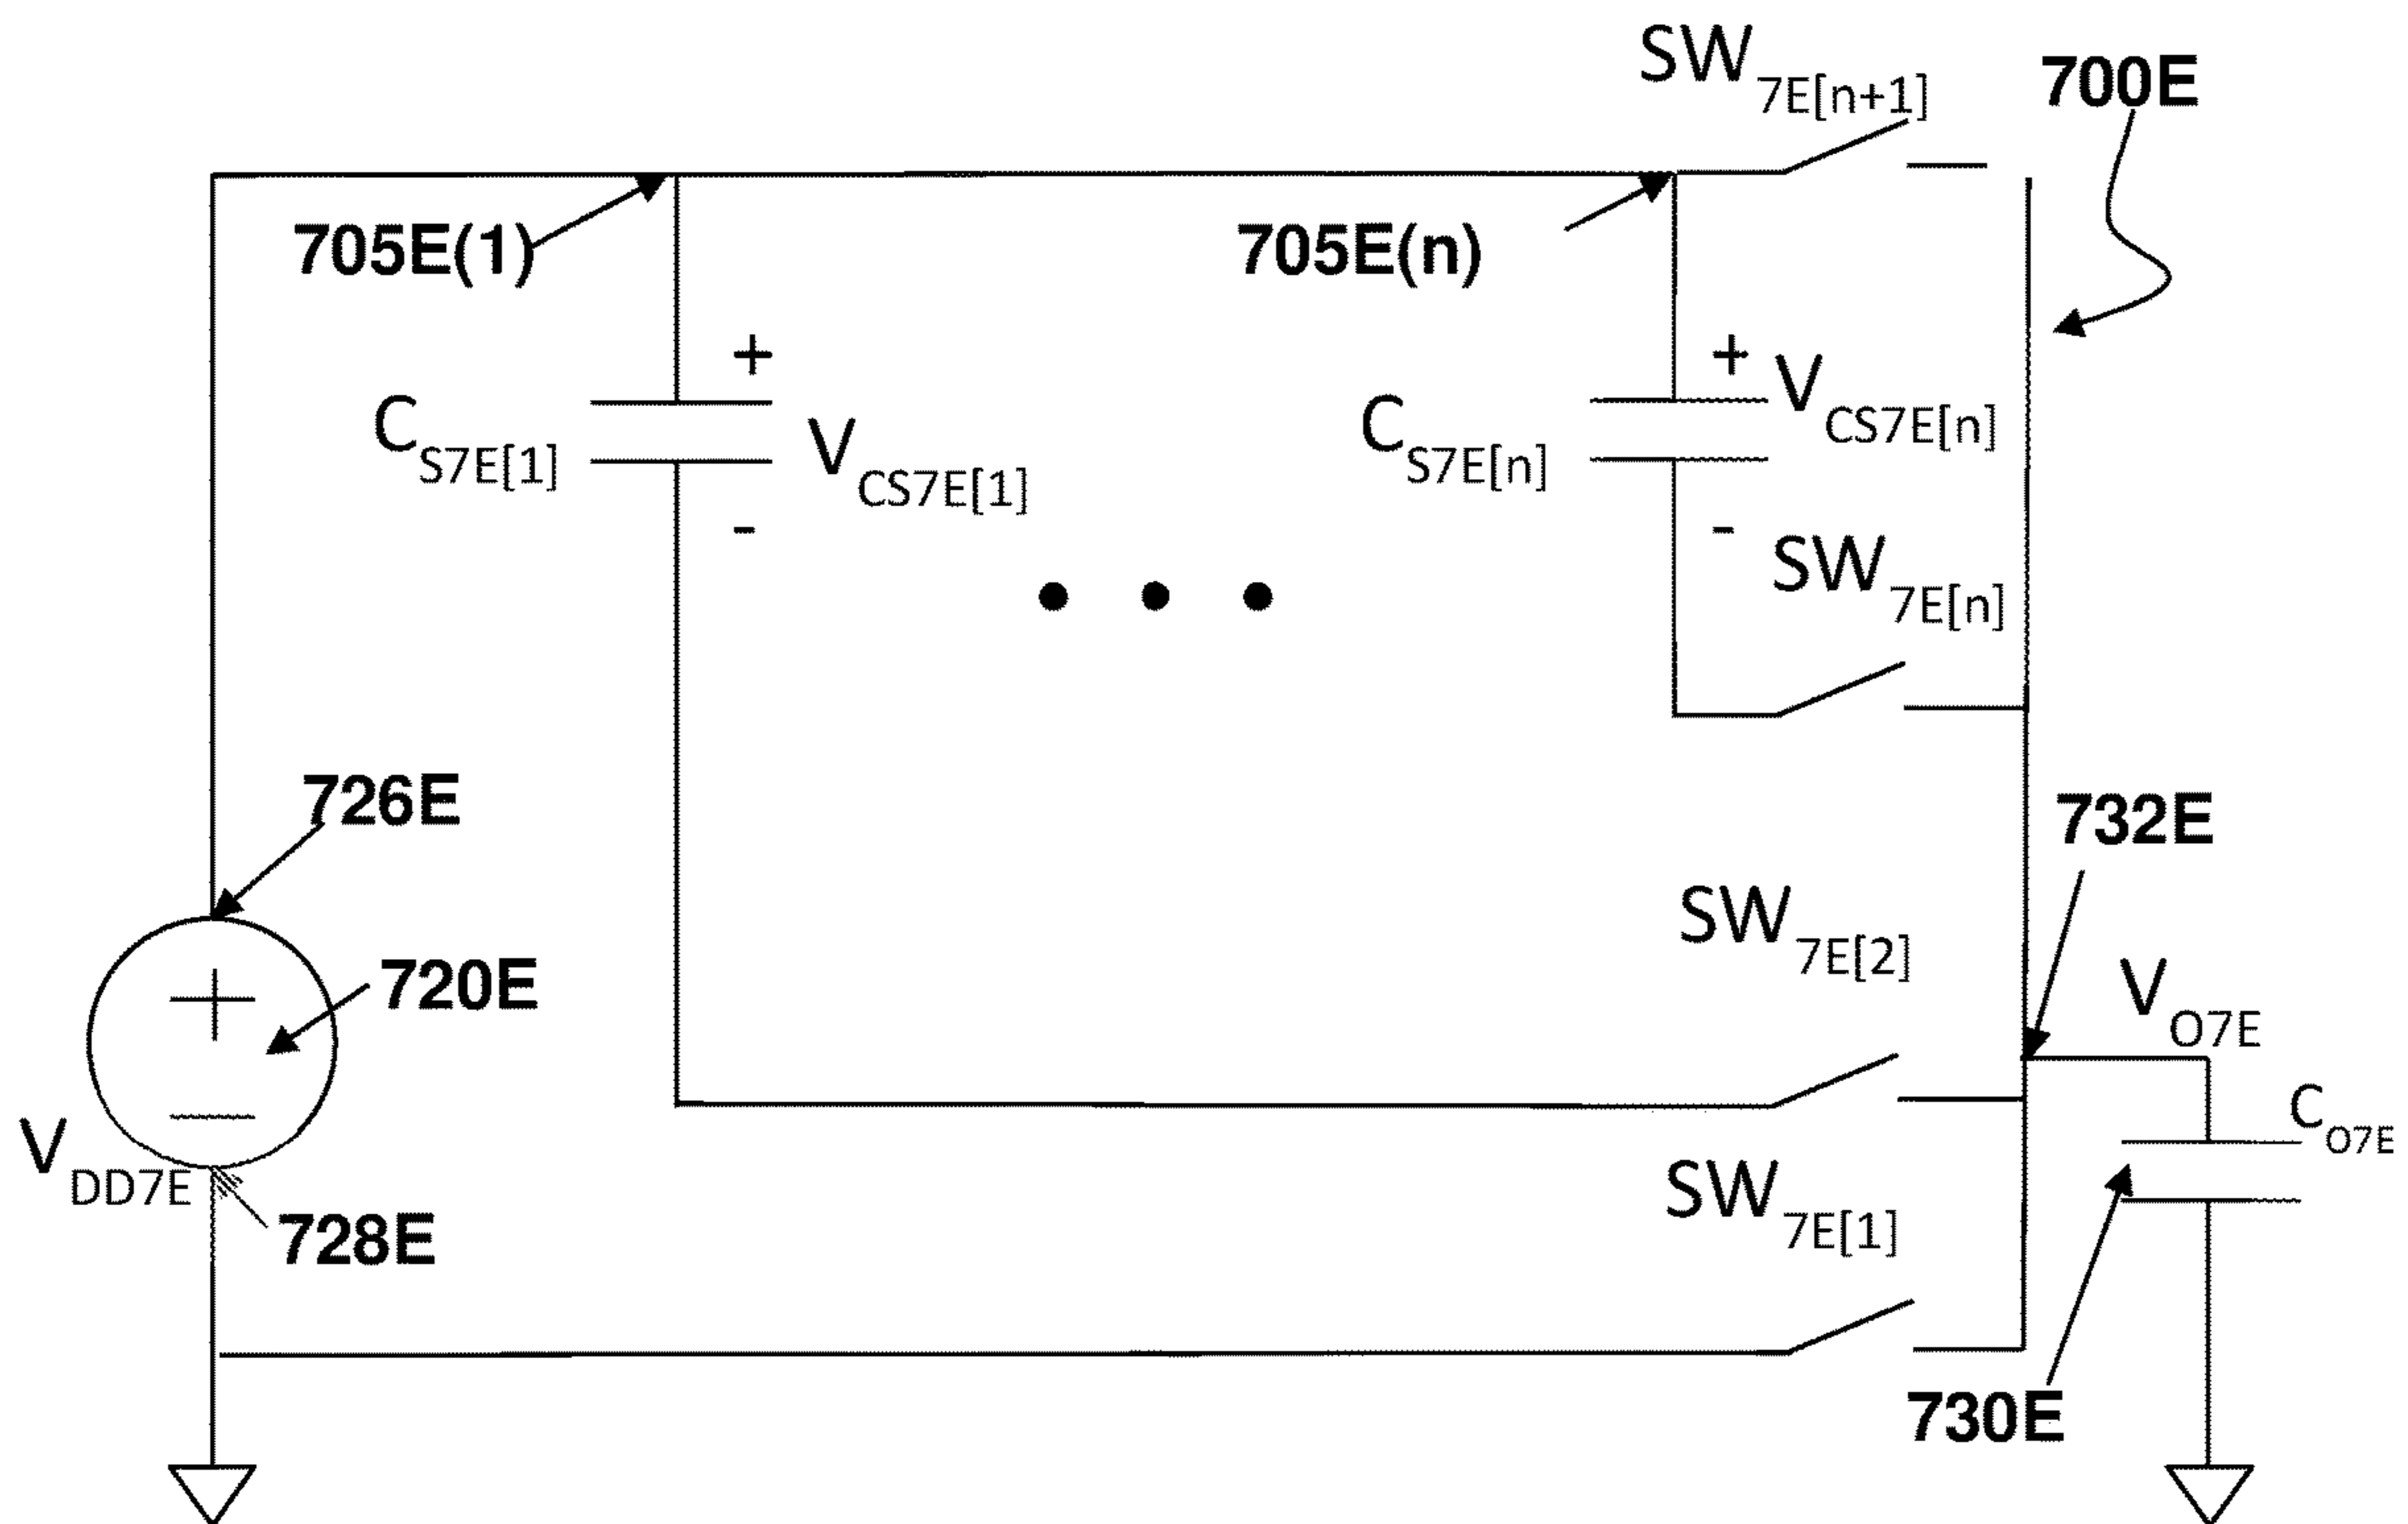 SW7E[n+1]
700E
705E(1)
705E(n)
+
+
CS7E[1]
VCS7E[1]
CS7E[n]
VCS7E[n]
-
-
SW7E[n]
726E
732E
720E
SW7E[2]
VO7E
CO7E
VDD7E
728E
SW7E[1]
730E